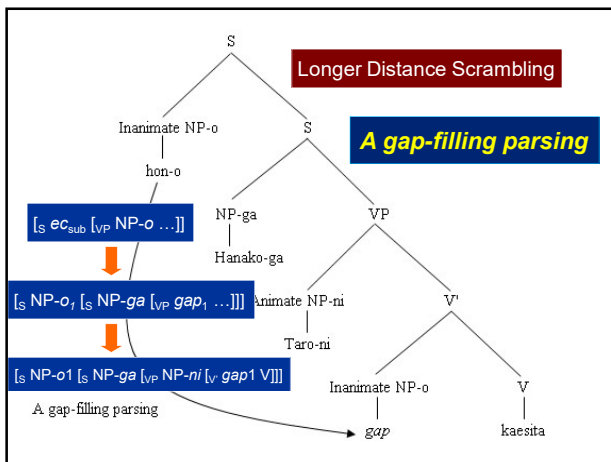 S
Longer Distance Scrambling
Inanimate NP-o
S
A gap-filling parsing
hon-o
[S ecsub [VP NP-o …]]
NP-ga
VP
Hanako-ga
[S NP-o1 [S NP-ga [VP gap1 …]]]
Animate NP-ni
V'
Taro-ni
[S NP-o1 [S NP-ga [VP NP-ni [V' gap1 V]]]
Inanimate NP-o
V
A gap-filling parsing
gap
kaesita